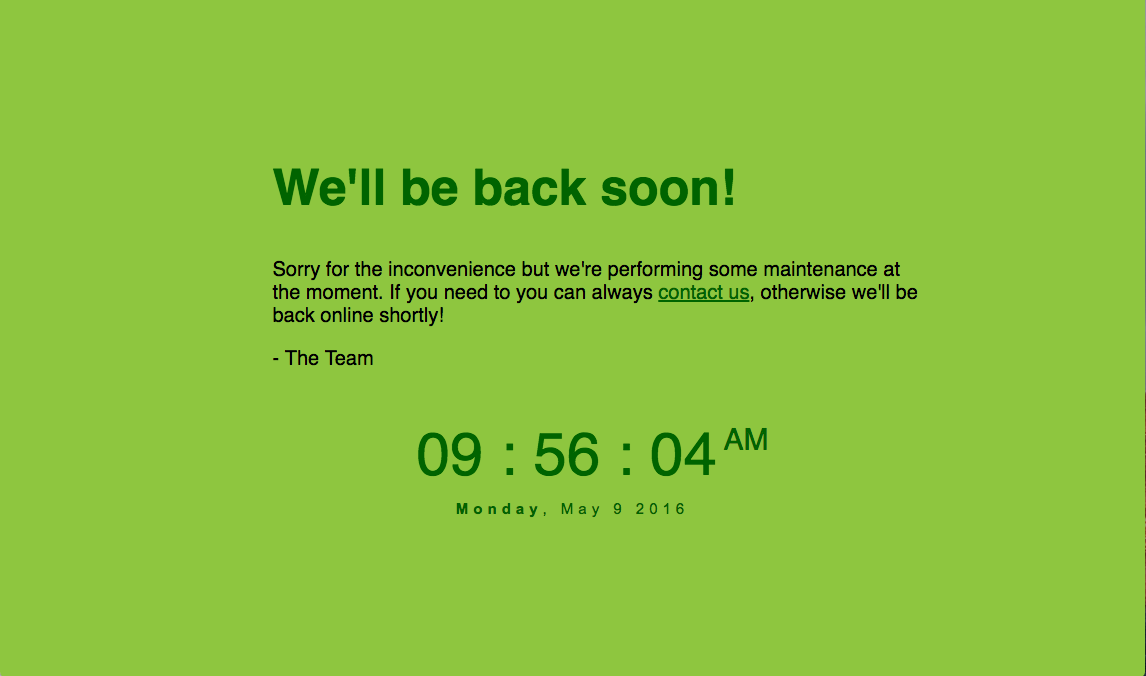 We'll be back soon!
Sorry for the inconvenience but we're performing some maintenance at
the moment. If you need to you can always contact us, otherwise we'll be
back online shortly!
- The Team
09 : 56 : 04 AM
Monday, May 9 2016